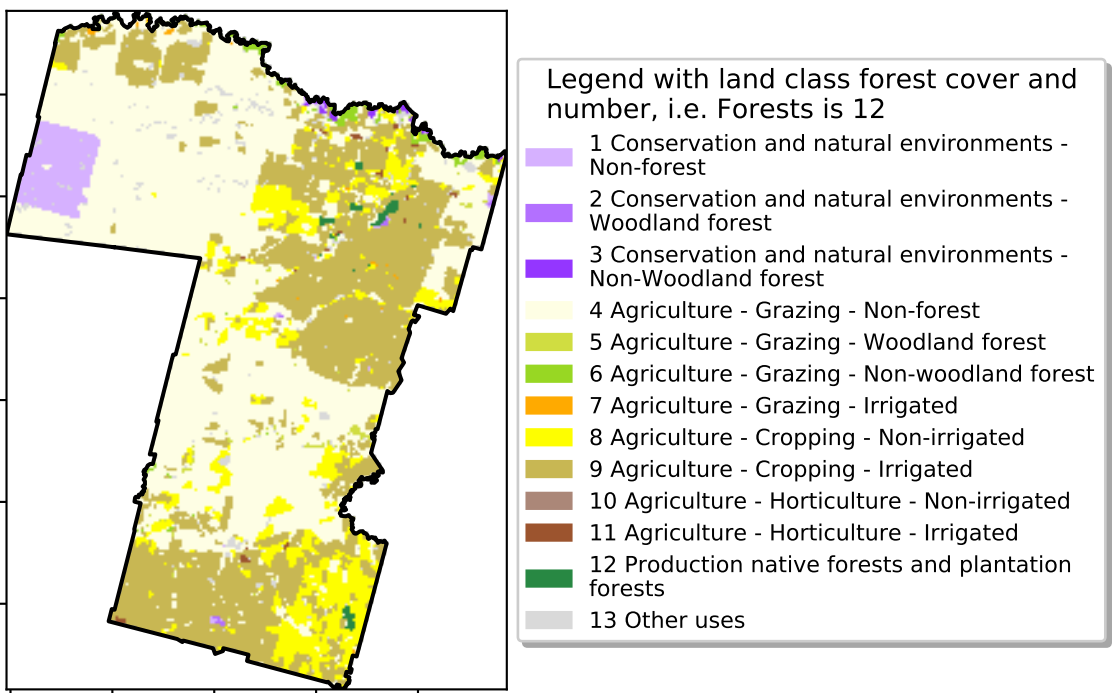 Legend with land class forest cover and
number, i.e. Forests is 12
1 Conservation and natural environments -
Non-forest
2 Conservation and natural environments -
Woodland forest
3 Conservation and natural environments -
Non-Woodland forest
4 Agriculture - Grazing - Non-forest
5 Agriculture - Grazing - Woodland forest
6 Agriculture - Grazing - Non-woodland forest
7 Agriculture - Grazing - Irrigated
8 Agriculture - Cropping - Non-irrigated
9 Agriculture - Cropping - Irrigated
10 Agriculture - Horticulture - Non-irrigated
11 Agriculture - Horticulture - Irrigated
12 Production native forests and plantation
forests
13 Other uses